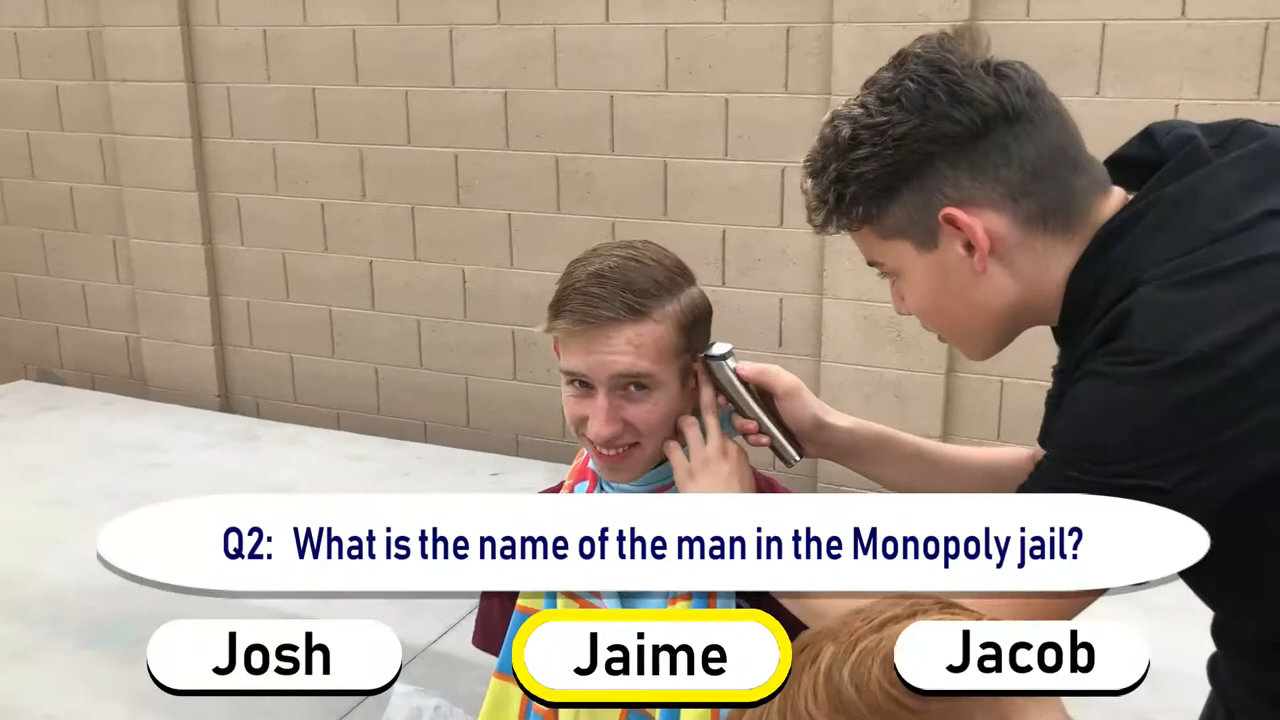 Q2: What is the name of the man in the Monopoly jail?
Josh
Jaime
Jacob